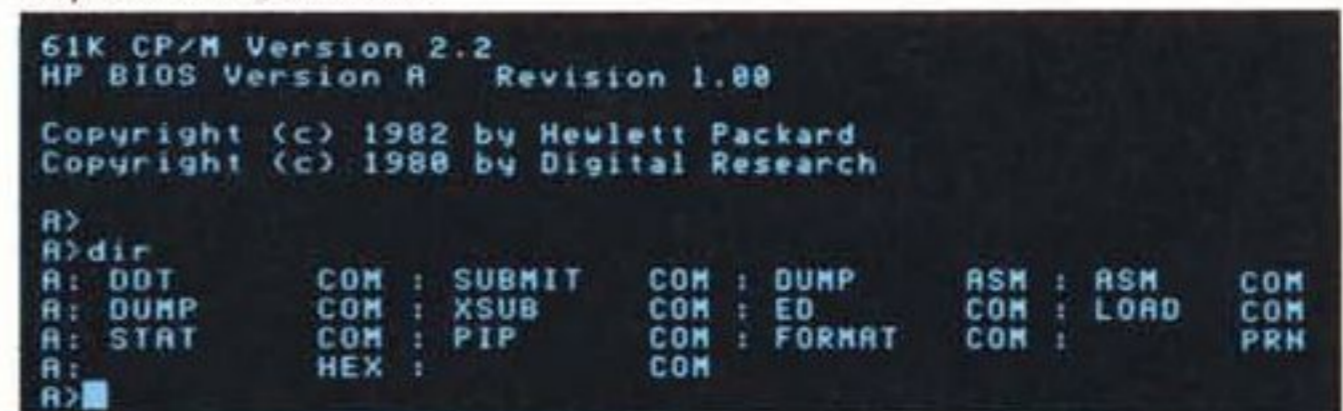 61K CP/M Version 2.2
HP BIOS Version A   Revision 1.00
Copyright (c) 1982 by Hewlett Packard
Copyright (c) 1980 by Digital Research
A>
A>dir
A: DDT      COM : SUBMIT   COM : DUMP     ASM : ASM      COM
A: DUMP     COM : XSUB     COM : ED       COM : LOAD     COM
A: STAT     COM : PIP      COM : FORMAT   COM :          PRN
A:          HEX :          COM
A>